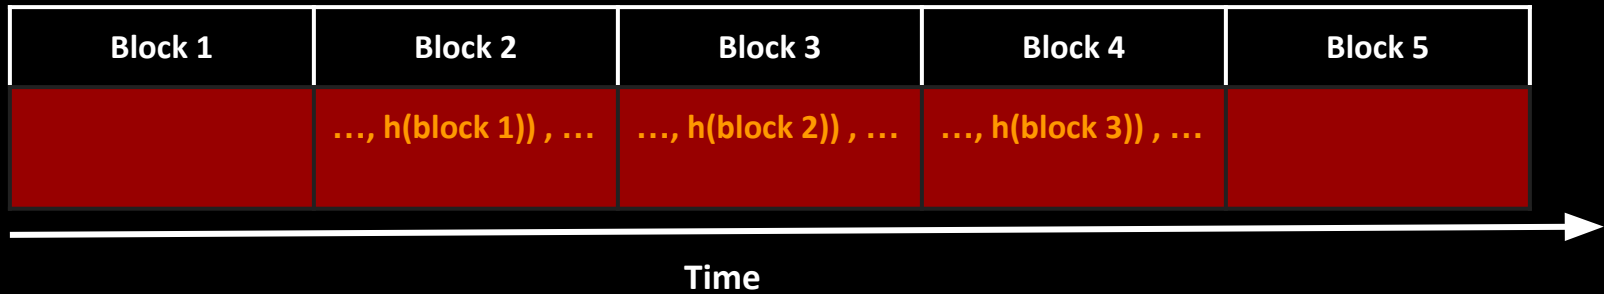 Block 1 Block 2 Block 3 Block 4 Block 5
..., h(block 1)) , ... ..., h(block 2)) , ... ..., h(block 3)) , ...
Time